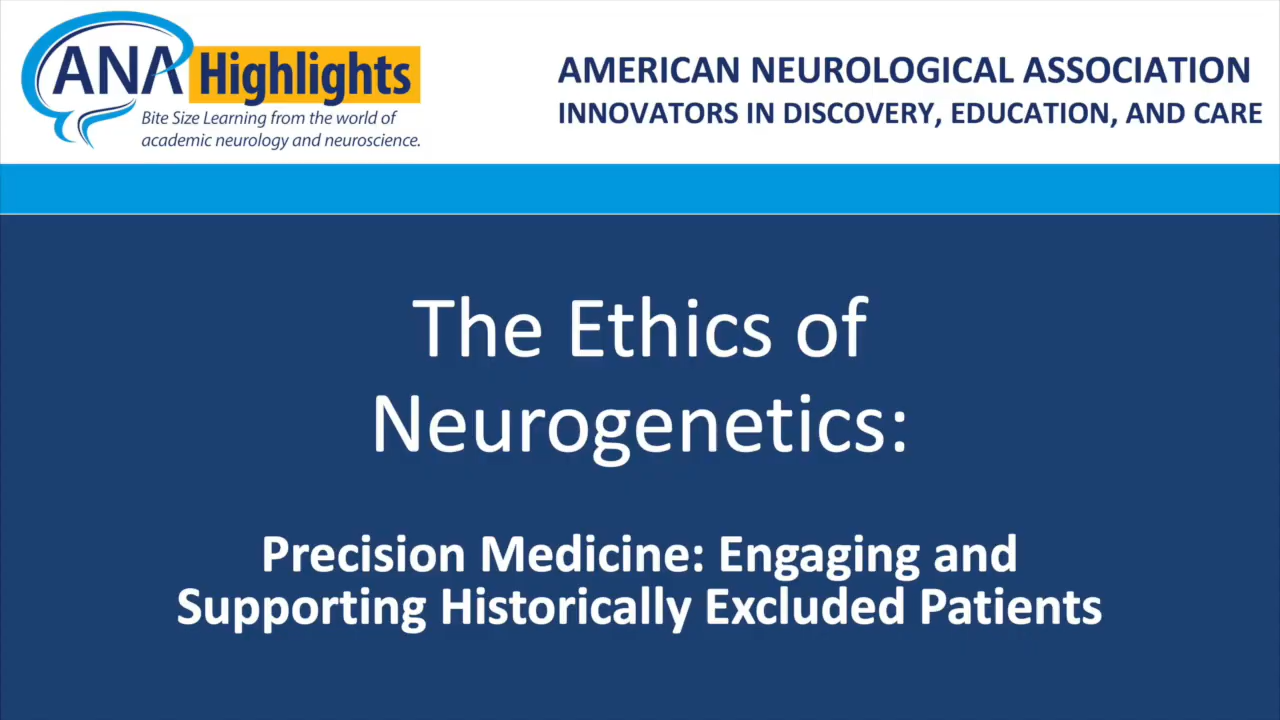 ANA Highlights
Bite Size Learning from the world of
academic neurology and neuroscience.
AMERICAN NEUROLOGICAL ASSOCIATION
INNOVATORS IN DISCOVERY, EDUCATION, AND CARE
The Ethics of
Neurogenetics:
Precision Medicine: Engaging and
Supporting Historically Excluded Patients